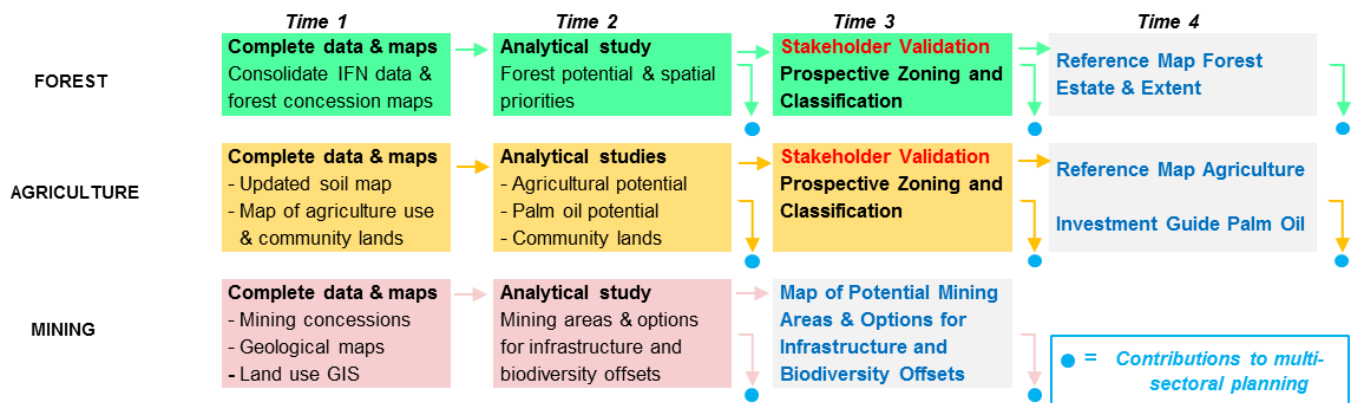 Time 1
Time 2
Time 3
Time 4
FOREST
Complete data & maps
Consolidate IFN data &
forest concession maps
Analytical study
Forest potential & spatial
priorities
Stakeholder Validation
Prospective Zoning and
Classification
Reference Map Forest
Estate & Extent
AGRICULTURE
Complete data & maps
- Updated soil map
- Map of agriculture use
& community lands
Analytical studies
- Agricultural potential
- Palm oil potential
- Community lands
Stakeholder Validation
Prospective Zoning and
Classification
Reference Map Agriculture
Investment Guide Palm Oil
MINING
Complete data & maps
- Mining concessions
- Geological maps
- Land use GIS
Analytical study
Mining areas & options
for infrastructure and
biodiversity offsets
Map of Potential Mining
Areas & Options for
Infrastructure and
Biodiversity Offsets
= Contributions to multi-
sectoral planning